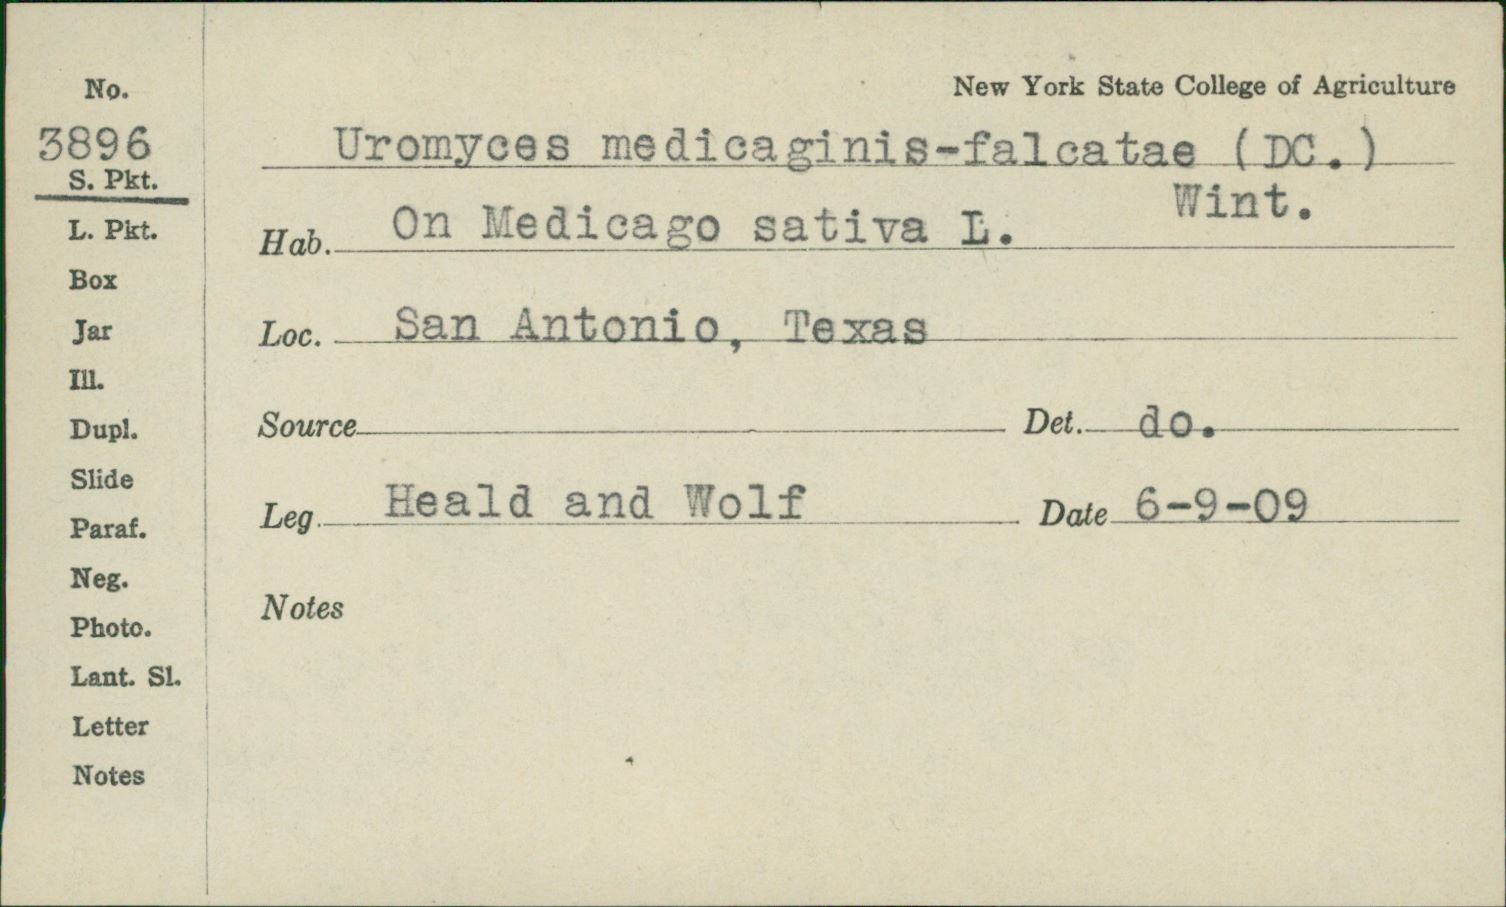 New York State College of Agriculture
No.
3896
S. Pkt.
L. Pkt.
Box
Jar
Ill.
Dupl.
Slide
Paraf.
Neg.
Photo.
Lant. Sl.
Letter
Notes
Uromyces medicaginis-falcatae (DC.)
Wint.
Hab. On Medicago sativa L.
Loc. San Antonio, Texas
Source Det. do.
Leg. Heald and Wolf Date 6-9-09
Notes